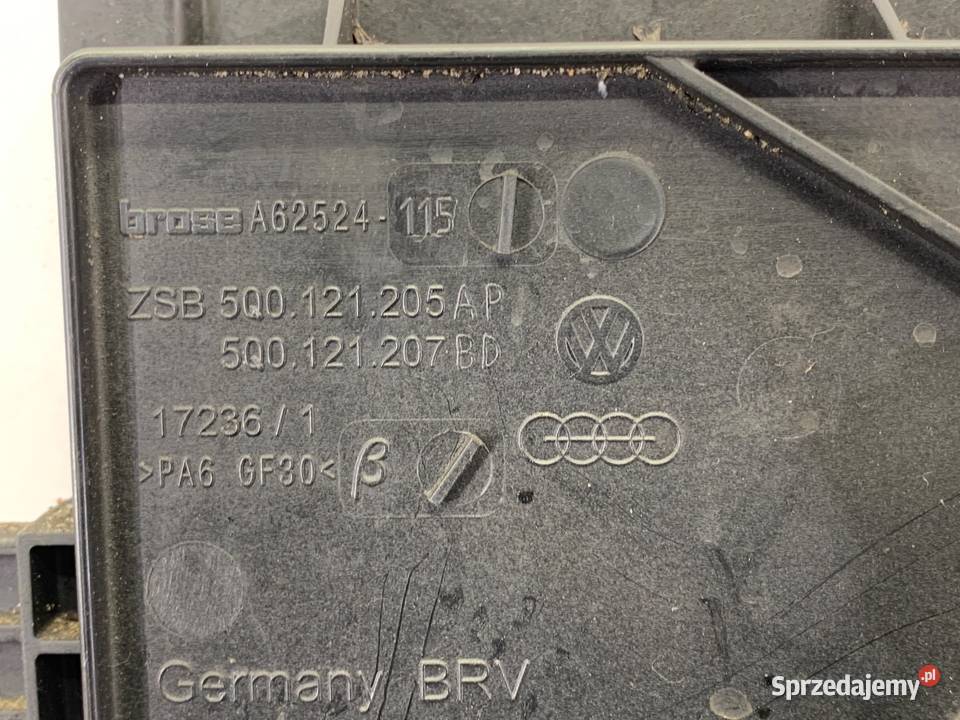 brose A62524-115
ZSB 5Q0.121.205 AP
5Q0.121.207 BD
17236 / 1
>PA6 GF30< β
Germany BRV
Sprzedajemy.pl